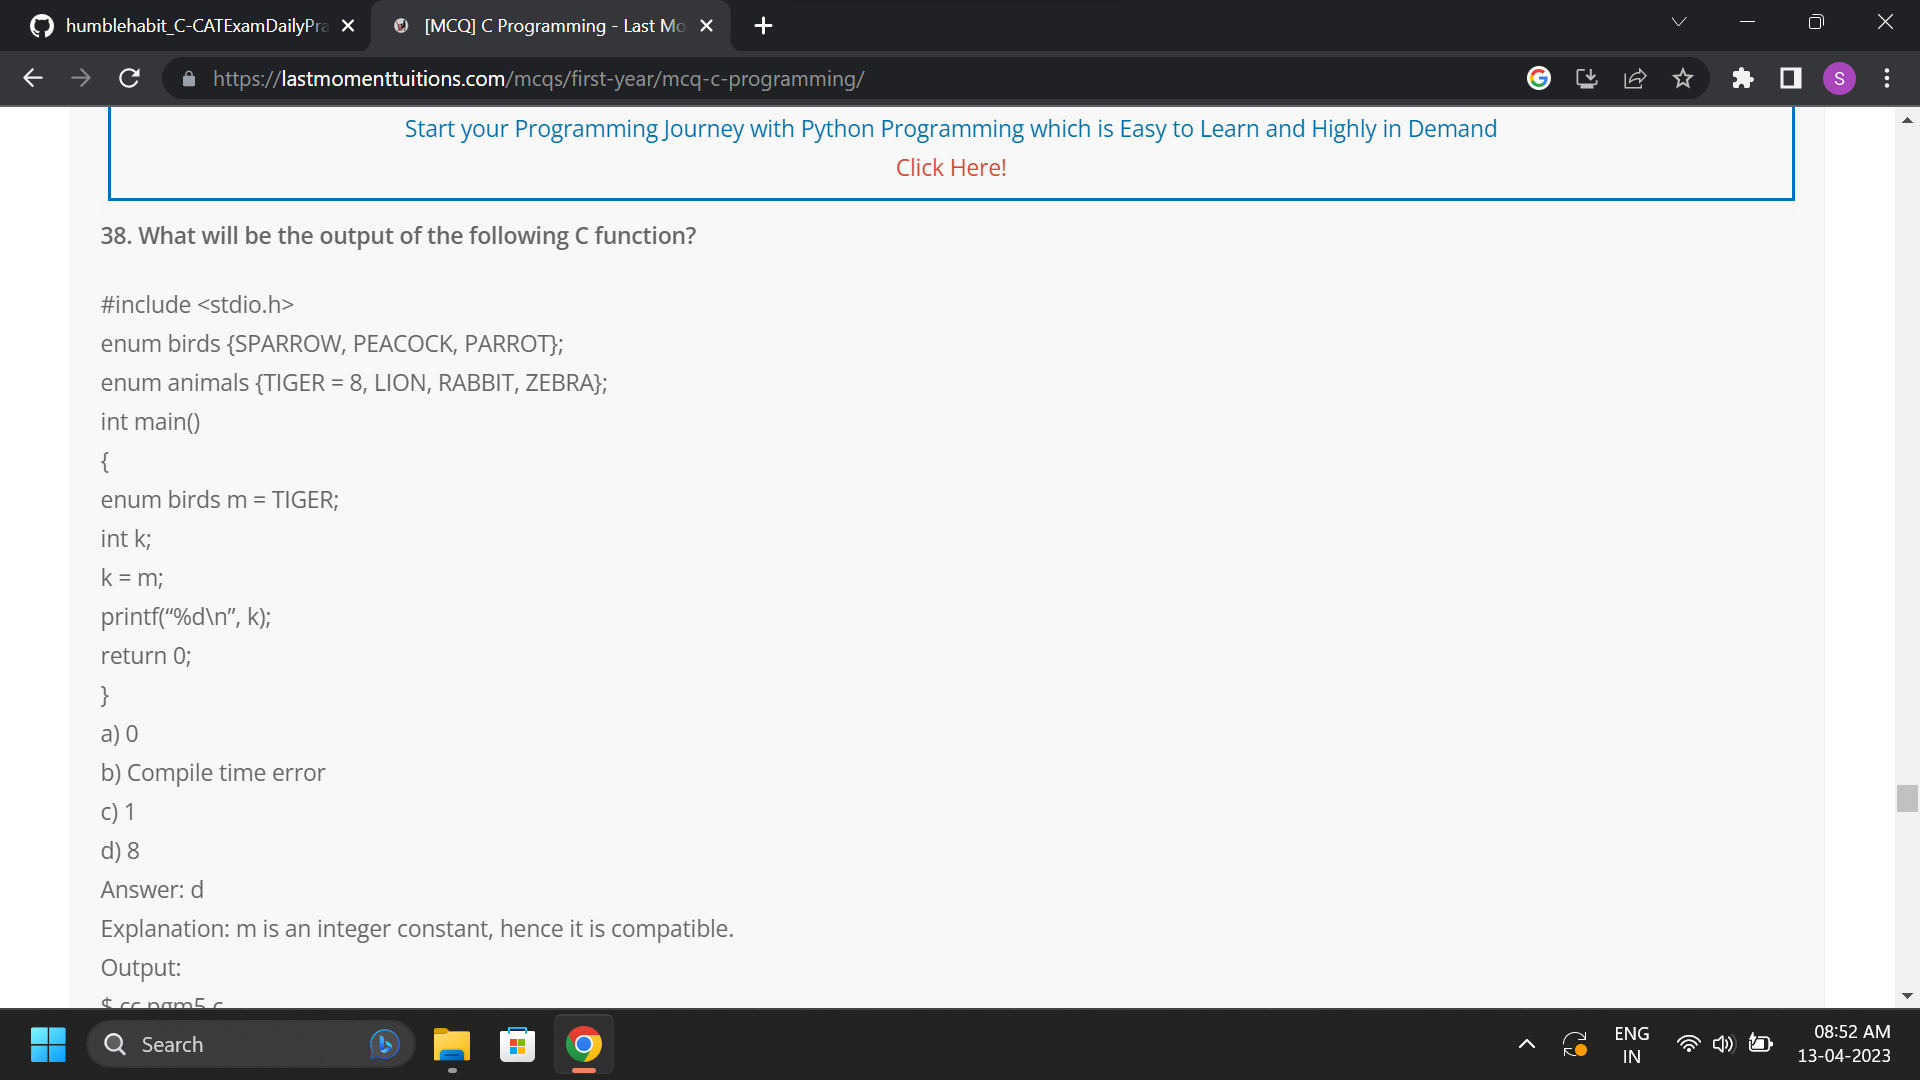 humblehabit_C-CATExamDailyPra
[MCQ] C Programming - Last Mo
https://lastmomenttuitions.com/mcqs/first-year/mcq-c-programming/
S
Start your Programming Journey with Python Programming which is Easy to Learn and Highly in Demand
Click Here!
38. What will be the output of the following C function?
#include <stdio.h>
enum birds {SPARROW, PEACOCK, PARROT};
enum animals {TIGER = 8, LION, RABBIT, ZEBRA};
int main()
{
enum birds m = TIGER;
int k;
k = m;
printf(“%d\n”, k);
return 0;
}
a) 0
b) Compile time error
c) 1
d) 8
Answer: d
Explanation: m is an integer constant, hence it is compatible.
Output:
$ cc pgm5.c
Search
ENG
IN
08:52 AM
13-04-2023